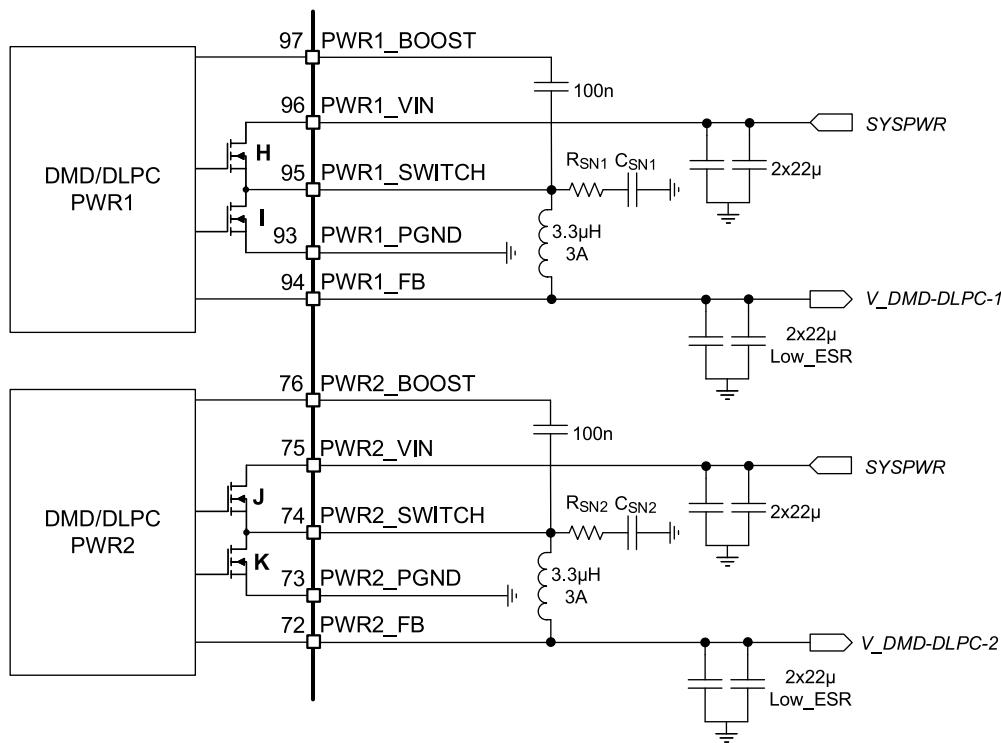 97 PWR1_BOOST
100n
96 PWR1_VIN
SYSPWR
H
RSN1 CSN1
2x22µ
DMD/DLPC
PWR1
95 PWR1_SWITCH
I
3.3µH
3A
93 PWR1_PGND
94 PWR1_FB
V_DMD-DLPC-1
2x22µ
Low_ESR
76 PWR2_BOOST
100n
75 PWR2_VIN
SYSPWR
J
RSN2 CSN2
2x22µ
DMD/DLPC
PWR2
74 PWR2_SWITCH
K
3.3µH
3A
73 PWR2_PGND
72 PWR2_FB
V_DMD-DLPC-2
2x22µ
Low_ESR